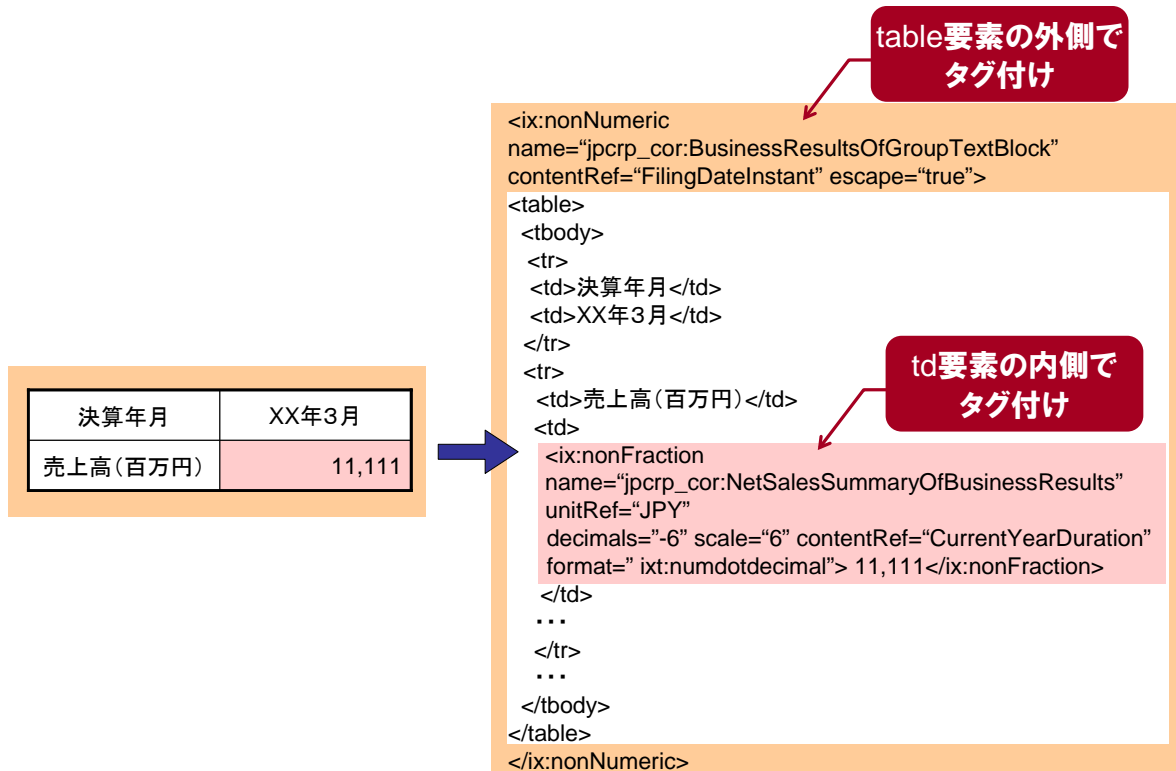 table要素の外側で
タグ付け
<ix:nonNumeric
name=“jpcrp_cor:BusinessResultsOfGroupTextBlock”
contentRef=“FilingDateInstant” escape=“true”>
<table>
<tbody>
<tr>
<td>決算年月</td>
<td>XX年3月</td>
</tr>
<tr>
<td>売上高（百万円）</td>
<td>
td要素の内側で
タグ付け
<ix:nonFraction
name=“jpcrp_cor:NetSalesSummaryOfBusinessResults”
unitRef=“JPY”
decimals="-6" scale=“6” contentRef=“CurrentYearDuration”
format=” ixt:numdotdecimal”> 11,111</ix:nonFraction>
</td>
・・・
</tr>
・・・
</tbody>
</table>
</ix:nonNumeric>
決算年月 XX年3月
売上高（百万円） 11,111